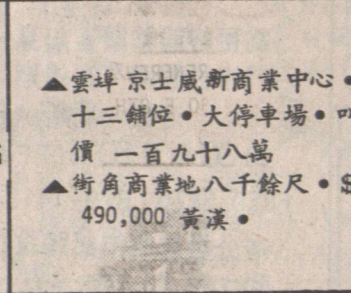 ▲雲埠京士威新商業中心•
十三鋪位•大停車場•叫
價 一百九十八萬
▲街角商業地八千餘尺•$
490,000 黃漢•